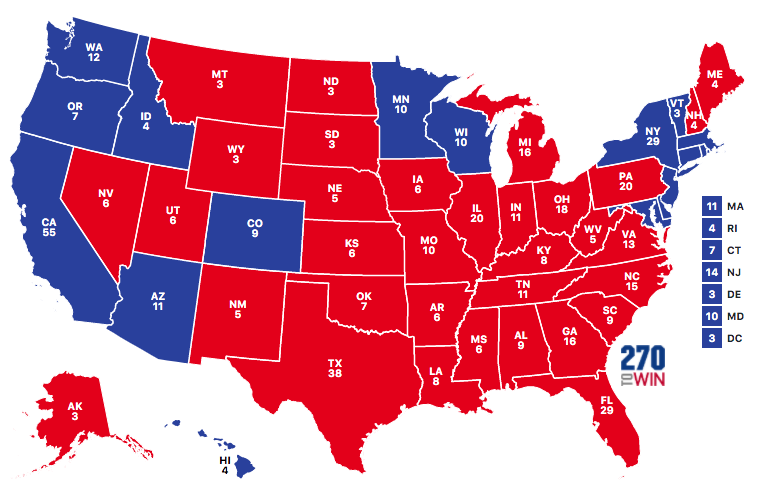 WA
12
OR
7
CA
55
ID
4
NV
6
MT
3
WY
3
UT
6
AZ
11
CO
9
NM
5
ND
3
SD
3
NE
5
KS
6
OK
7
TX
38
MN
10
IA
6
MO
10
AR
6
LA
8
WI
10
IL
20
MI
16
IN
11
OH
18
KY
8
TN
11
MS
6
AL
9
GA
16
FL
29
SC
9
NC
15
VA
13
WV
5
PA
20
NY
29
VT
3
NH
4
ME
4
AK
3
HI
4
11 MA
4 RI
7 CT
14 NJ
3 DE
10 MD
3 DC
270
TO WIN